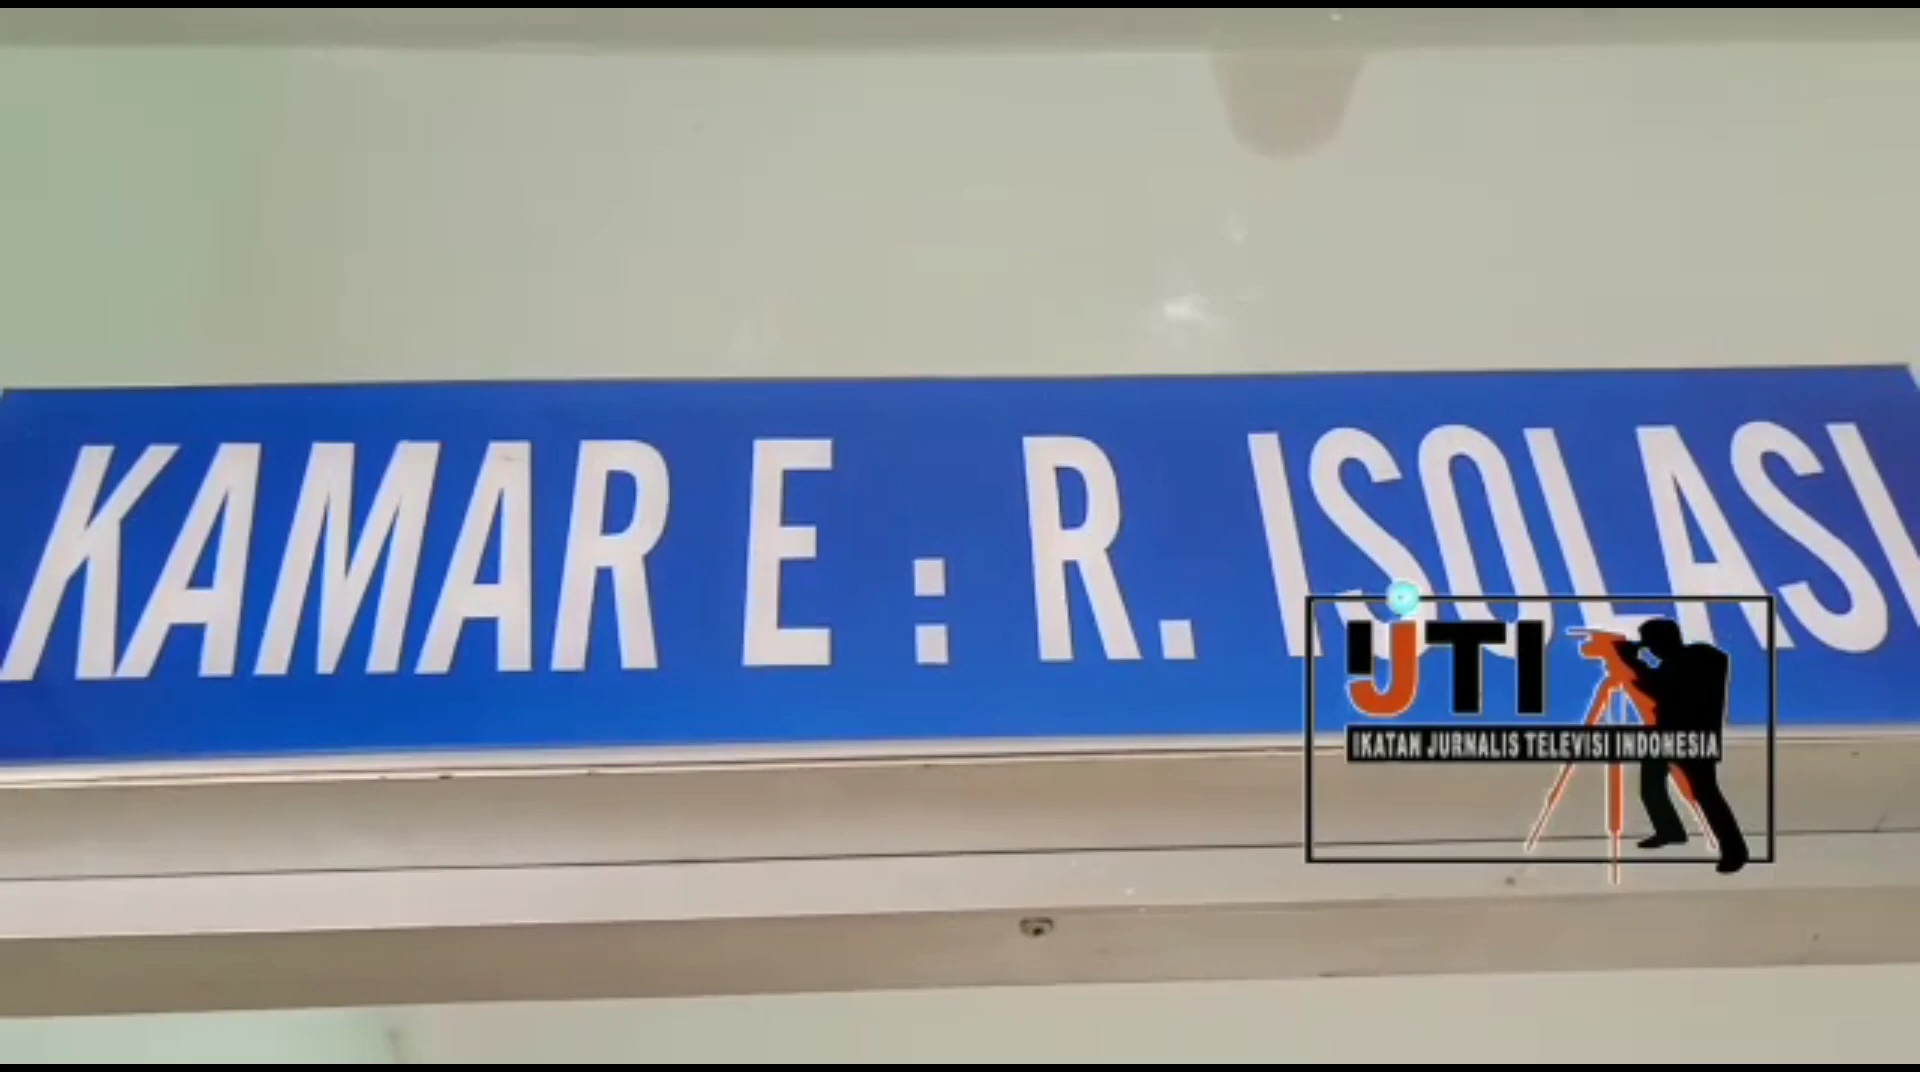 KAMAR E : R. ISOLASI
IJTI
IKATAN JURNALIS TELEVISI INDONESIA